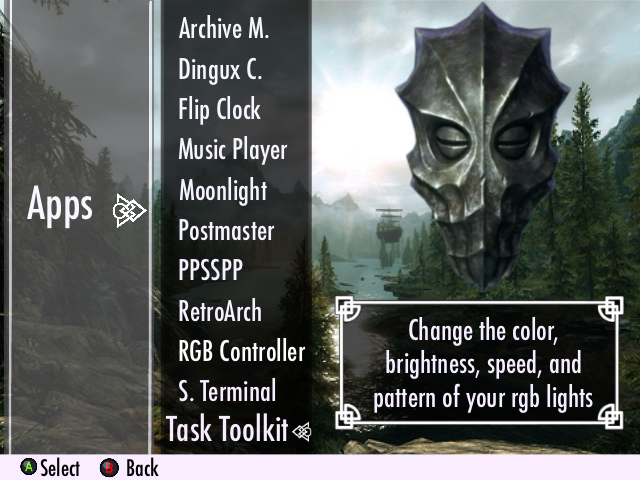 Apps
Archive M.
Dingux C.
Flip Clock
Music Player
Moonlight
Postmaster
PPSSPP
RetroArch
RGB Controller
S. Terminal
Task Toolkit
Change the color,
brightness, speed, and
pattern of your rgb lights
A Select B Back